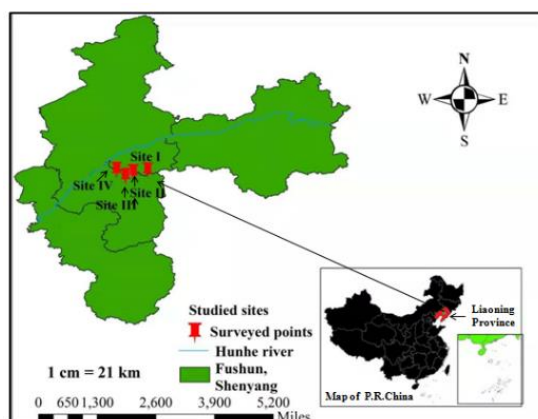 N
W E
S
Site I
Site IV
Site II
Site III
Studied sites
Surveyed points
Hunhe river
Fushun,
Shenyang
1 cm = 21 km
0 650 1,300 2,600 3,900 5,200
Miles
Liaoning
Province
Map of P.R.China